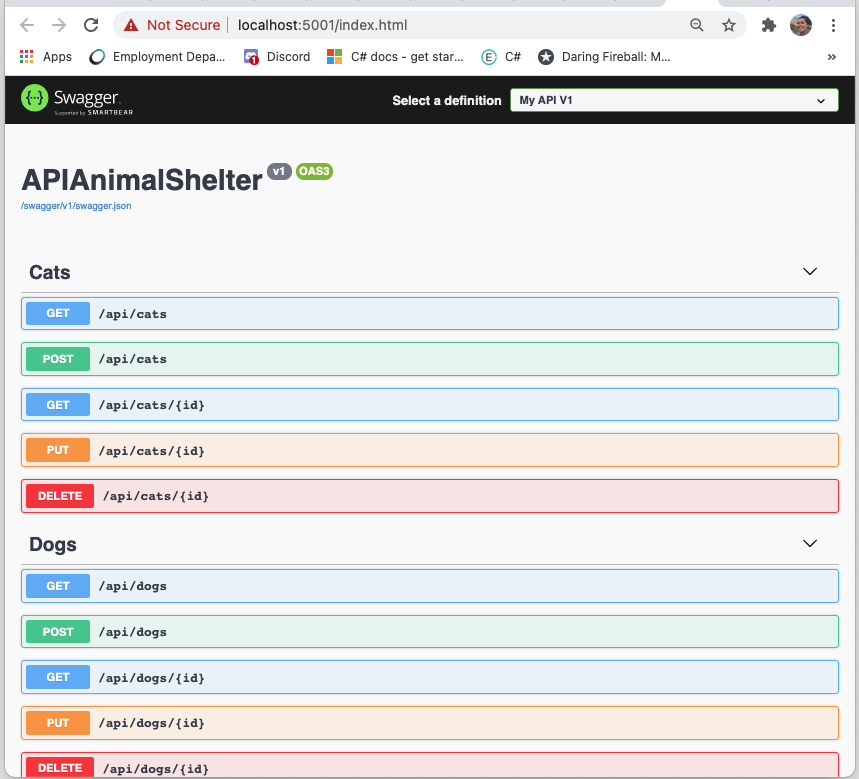 Not Secure localhost:5001/index.html
Apps Employment Depa... 1 Discord C# docs - get star... E C# Daring Fireball: M... »
{··} Swagger. Select a definition My API V1
Supported by SMARTBEAR
APIAnimalShelter v1 OAS3
/swagger/v1/swagger.json
Cats
GET /api/cats
POST /api/cats
GET /api/cats/{id}
PUT /api/cats/{id}
DELETE /api/cats/{id}
Dogs
GET /api/dogs
POST /api/dogs
GET /api/dogs/{id}
PUT /api/dogs/{id}
DELETE /api/dogs/{id}